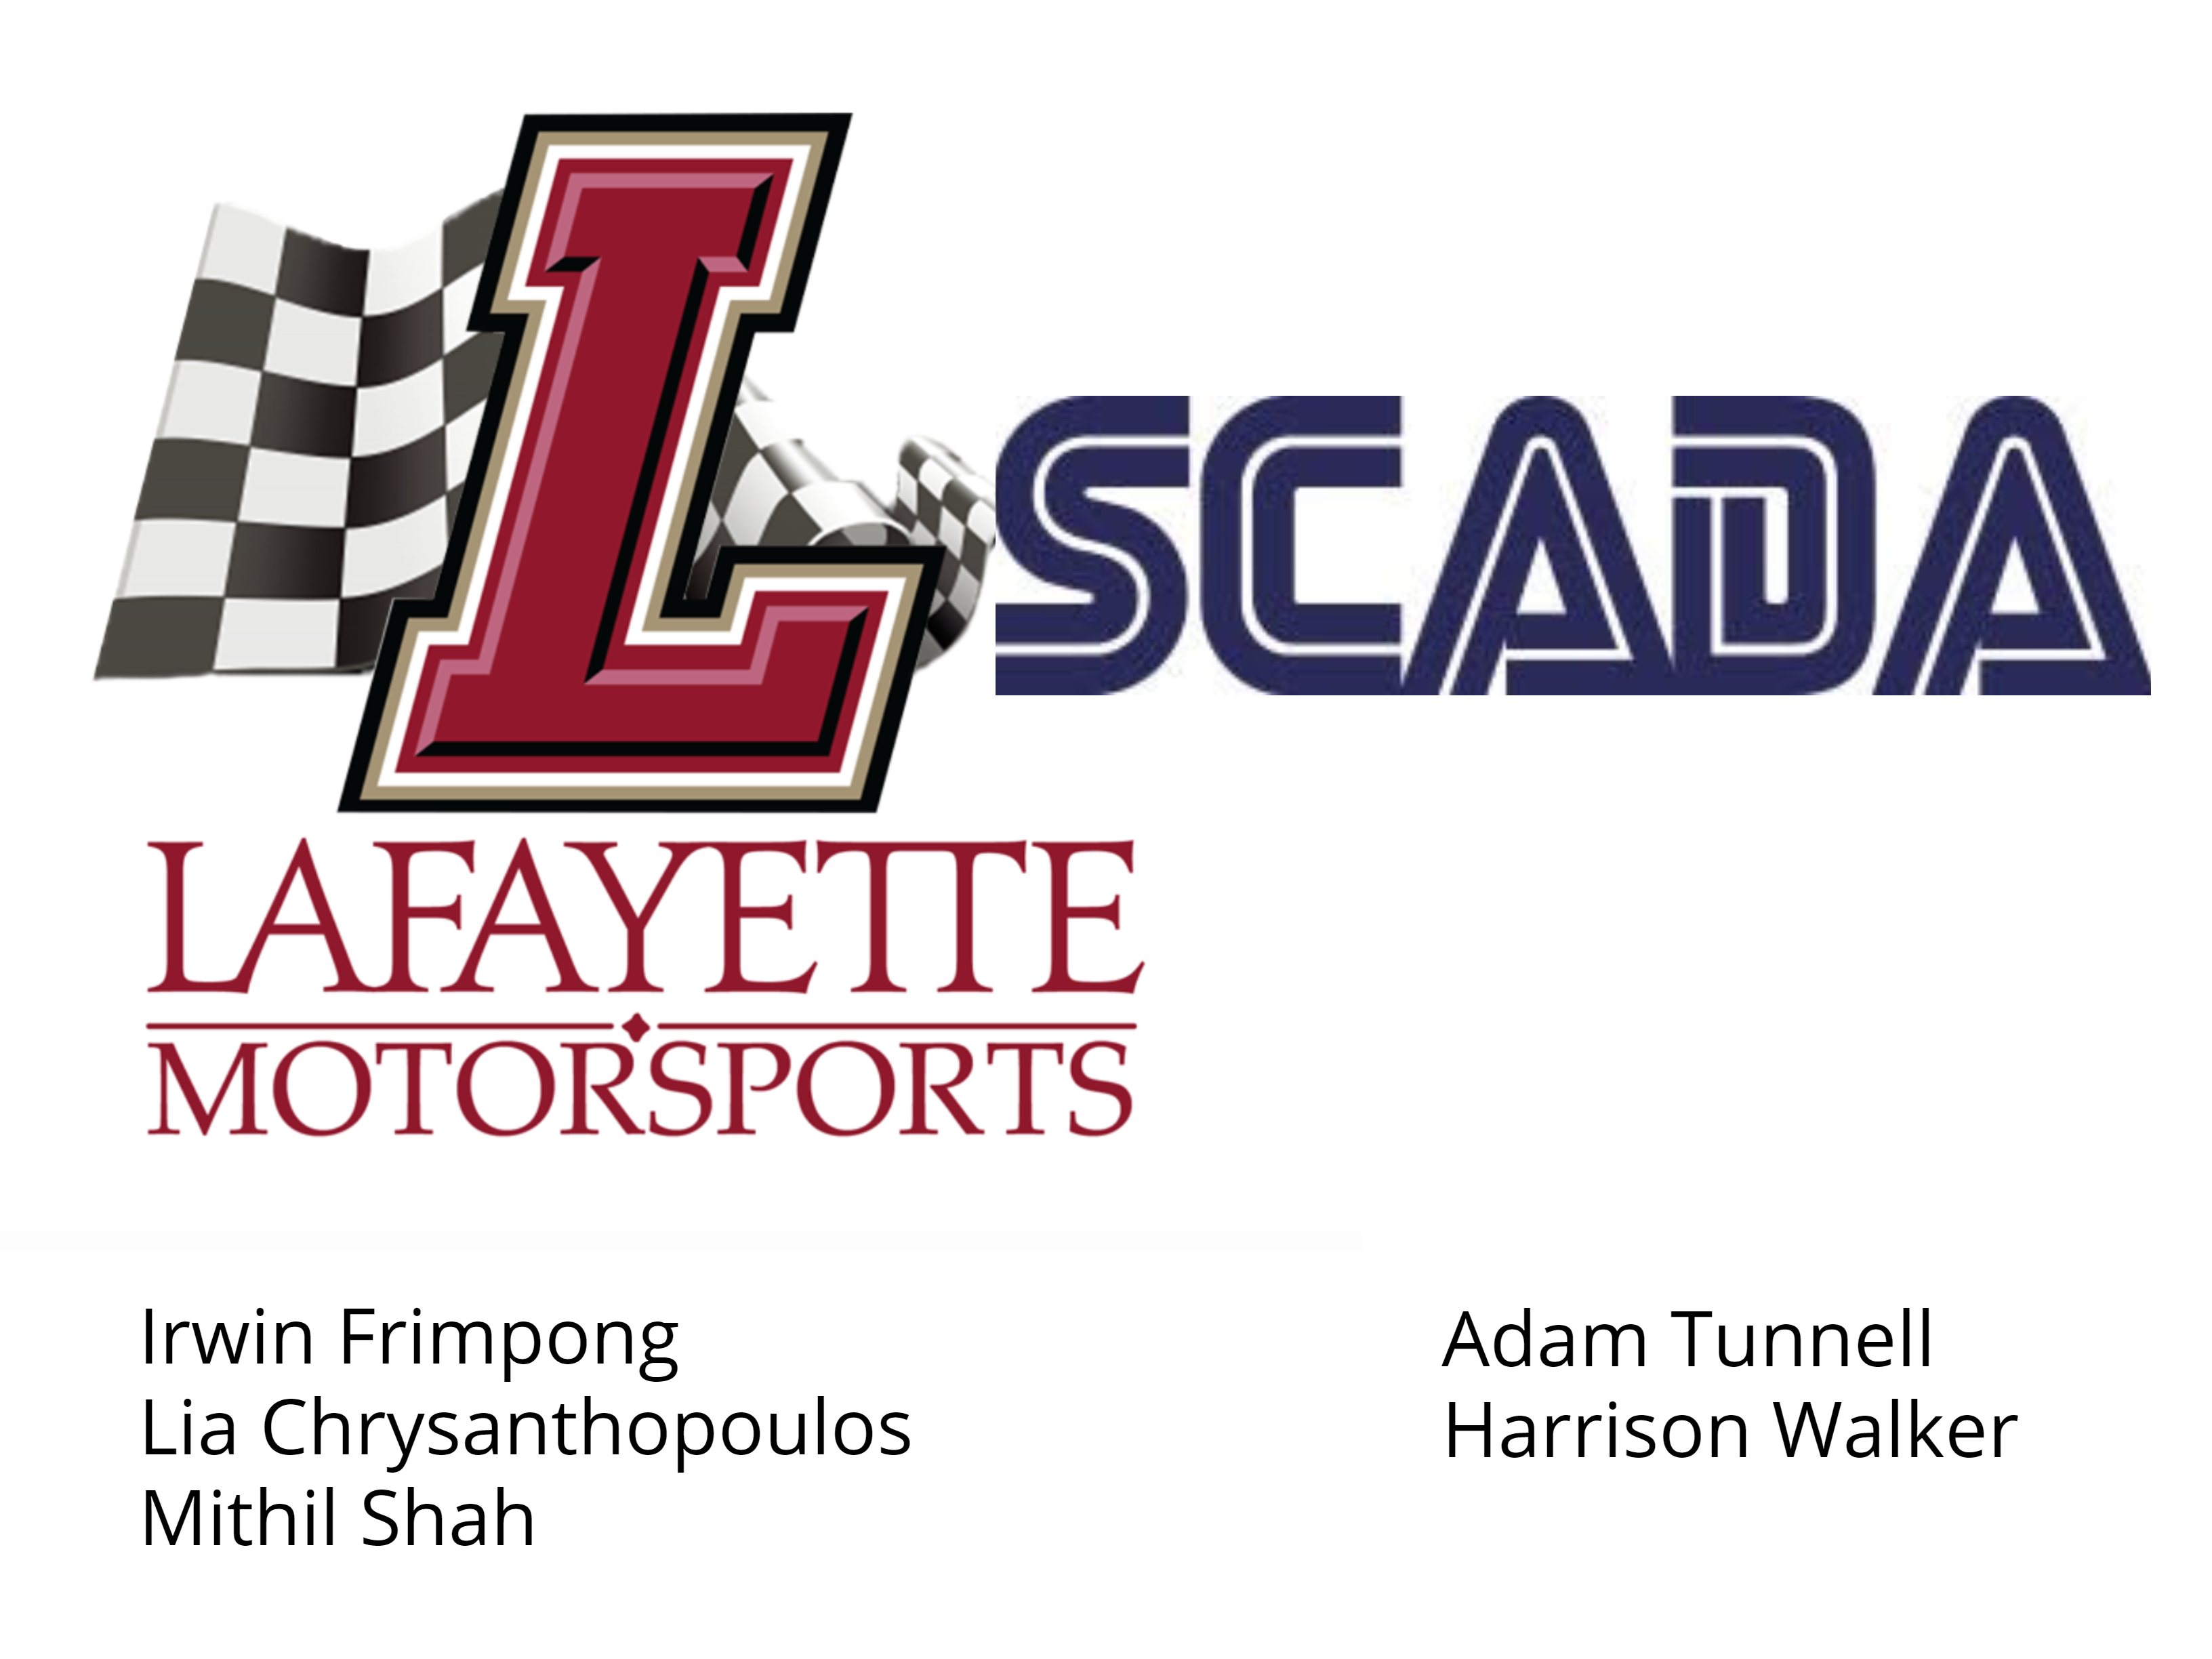 L
SCADA
LAFAYETTE
MOTORSPORTS
Irwin Frimpong
Lia Chrysanthopoulos
Mithil Shah
Adam Tunnell
Harrison Walker